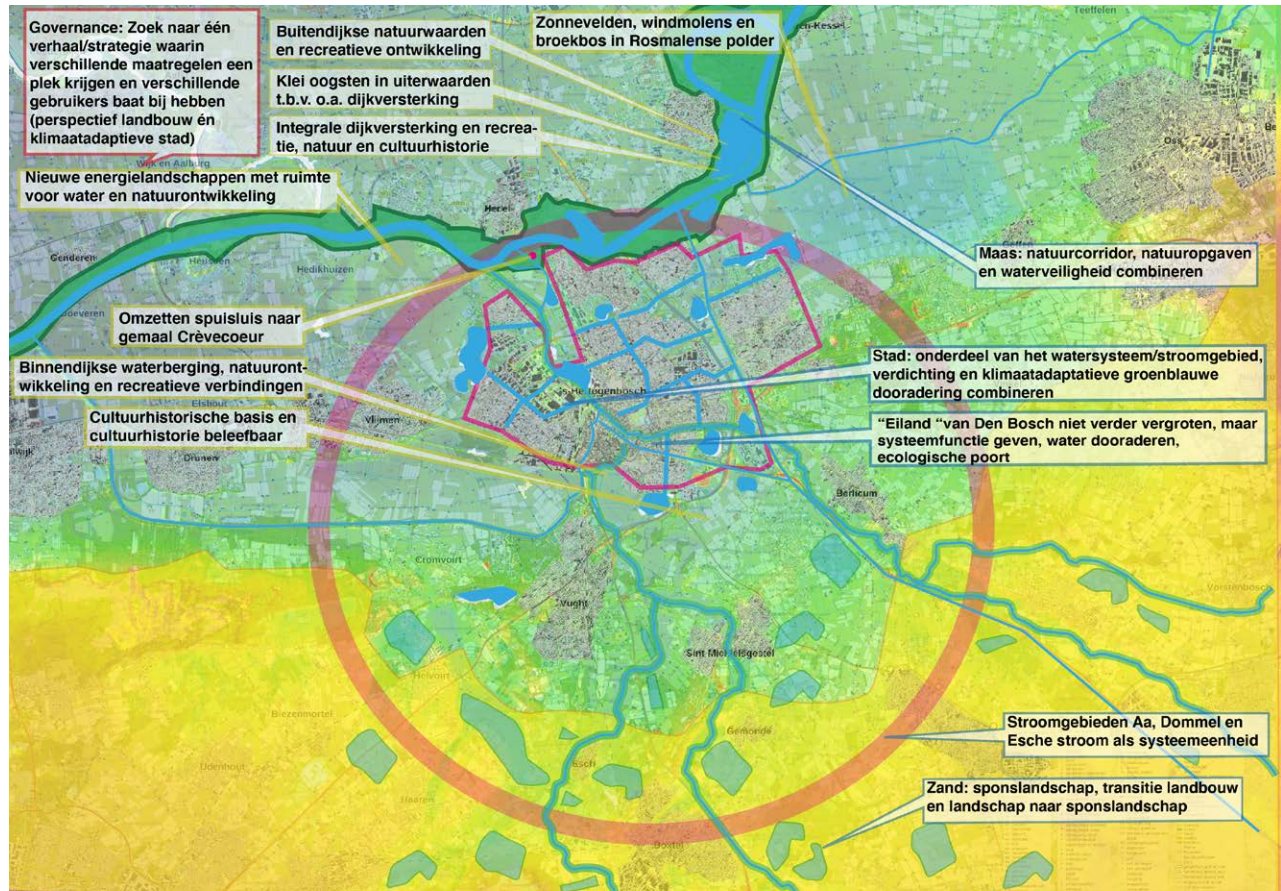 Governance: Zoek naar één
verhaal/strategie waarin
verschillende maatregelen een
plek krijgen en verschillende
gebruikers baat bij hebben
(perspectief landbouw én
klimaatadaptieve stad)
Buitendijkse natuurwaarden
en recreatieve ontwikkeling
Zonnevelden, windmolens en
broekbos in Rosmalense polder
Klei oogsten in uiterwaarden
t.b.v. o.a. dijkversterking
Integrale dijkversterking en recrea-
tie, natuur en cultuurhistorie
Nieuwe energielandschappen met ruimte
voor water en natuurontwikkeling
Maas: natuurcorridor, natuuropgaven
en waterveiligheid combineren
Omzetten spuisluis naar
gemaal Crèvecoeur
Binnendijkse waterberging, natuuront-
wikkeling en recreatieve verbindingen
Cultuurhistorische basis en
cultuurhistorie beleefbaar
Stad: onderdeel van het watersysteem/stroomgebied,
verdichting en klimaatadaptatieve groenblauwe
dooradering combineren
“Eiland “van Den Bosch niet verder vergroten, maar
systeemfunctie geven, water dooraderen,
ecologische poort
Stroomgebieden Aa, Dommel en
Esche stroom als systeemeenheid
Zand: sponslandschap, transitie landbouw
en landschap naar sponslandschap
Teeffelen
Wijk en Aalburg
Oss
Genderen
Heusden
Hedikhuizen
Hedel
Geffen
Elshout
Vlijmen
Drunen
Berlicum
Cromvoirt
Vught
Vorstenbosch
Sint-Michielsgestel
Helvoirt
Biezenmortel
Gemonde
Udenhout
Esch
Haaren
Boxtel